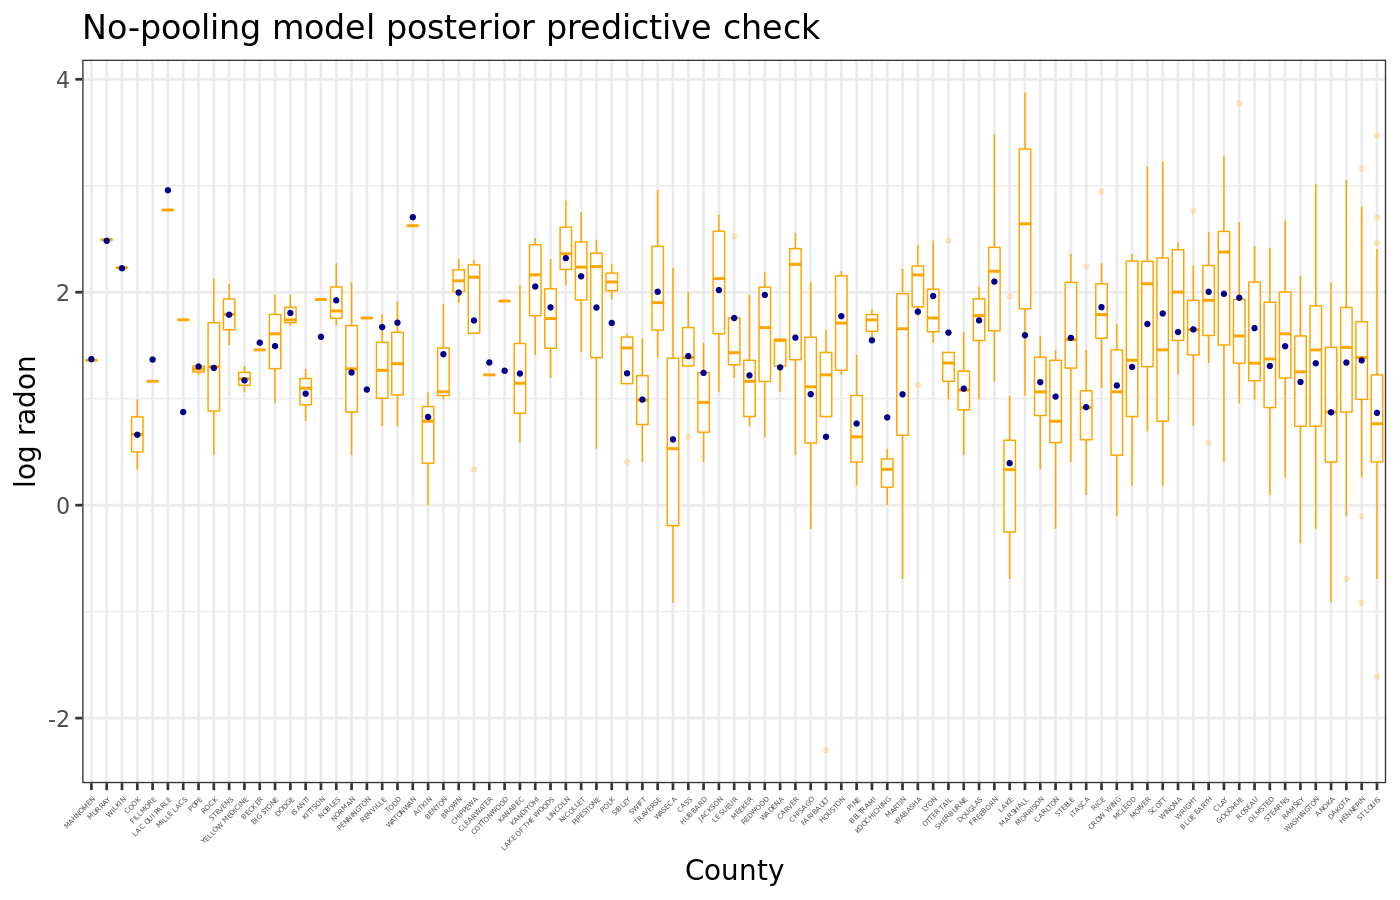 No-pooling model posterior predictive check
4
2
0
-2
log radon
MAHNOMEN
MURRAY
WILKIN
COOK
FILLMORE
LAC QUI PARLE
MILLE LACS
POPE
ROCK
STEVENS
YELLOW MEDICINE
BECKER
BIG STONE
DODGE
ISANTI
KITTSON
NOBLES
NORMAN
PENNINGTON
RENVILLE
TODD
WATONWAN
AITKIN
BENTON
BROWN
CHIPPEWA
CLEARWATER
COTTONWOOD
KANABEC
KANDIYOHI
LAKE OF THE WOODS
LINCOLN
NICOLLET
PIPESTONE
POLK
SIBLEY
SWIFT
TRAVERSE
WASECA
CASS
HUBBARD
JACKSON
LE SUEUR
MEEKER
REDWOOD
WADENA
CARVER
CHISAGO
FARIBAULT
HOUSTON
PINE
BELTRAMI
KOOCHICHING
MARTIN
WABASHA
LYON
OTTER TAIL
SHERBURNE
DOUGLAS
FREEBORN
LAKE
MARSHALL
MORRISON
CARLTON
STEELE
ITASCA
RICE
CROW WING
MCLEOD
MOWER
SCOTT
WINONA
WRIGHT
BLUE EARTH
CLAY
GOODHUE
ROSEAU
OLMSTED
STEARNS
RAMSEY
WASHINGTON
ANOKA
DAKOTA
HENNEPIN
ST LOUIS
County